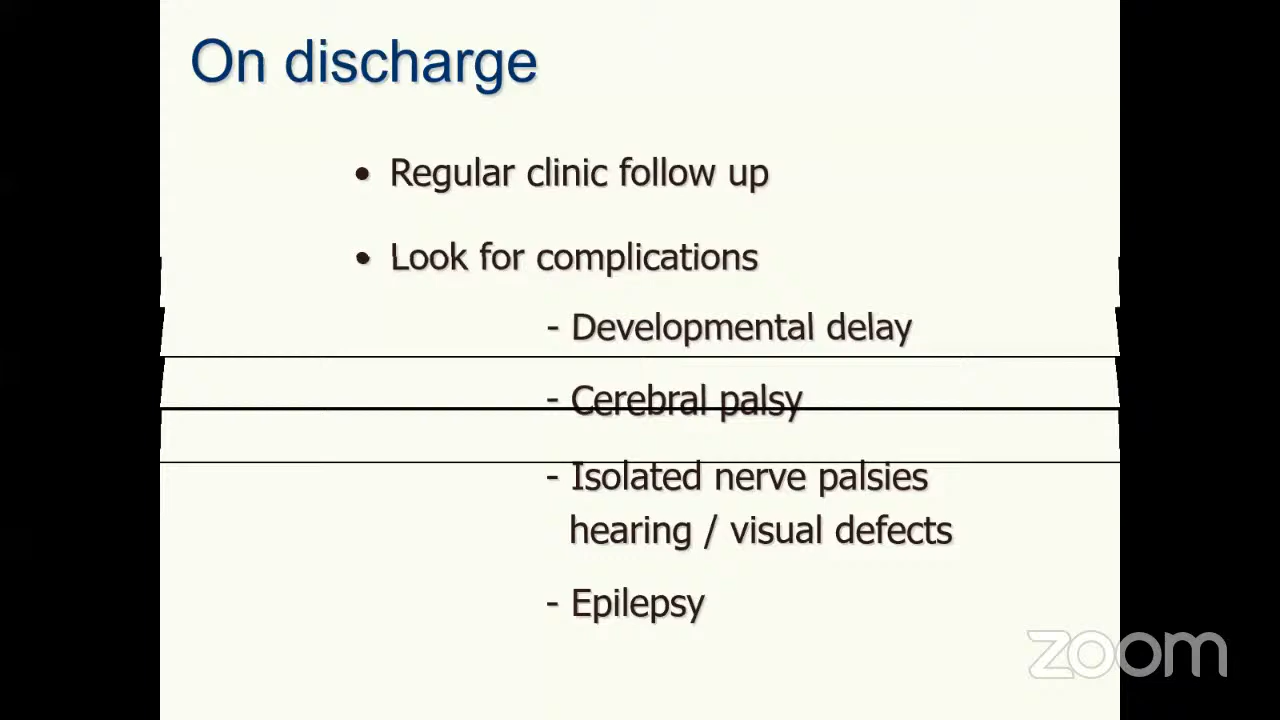 On discharge
• Regular clinic follow up
• Look for complications
- Developmental delay
- Cerebral palsy
- Isolated nerve palsies
hearing / visual defects
- Epilepsy
zoom